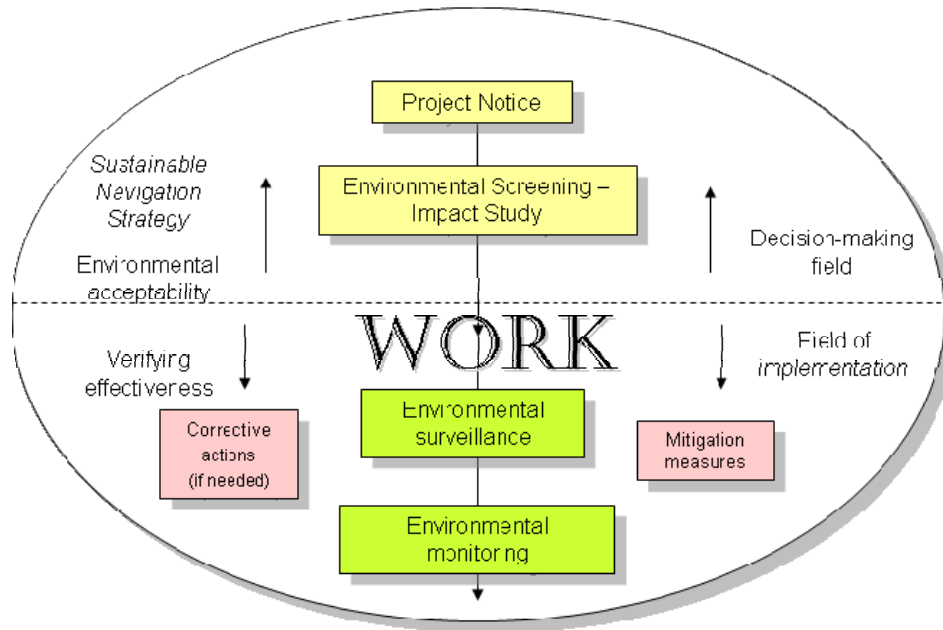 Project Notice
Environmental Screening –
Impact Study
Sustainable
Navigation
Strategy
Environmental
acceptability
Decision-making
field
WORK
Verifying
effectiveness
Field of
implementation
Corrective
actions
(if needed)
Environmental
surveillance
Mitigation
measures
Environmental
monitoring